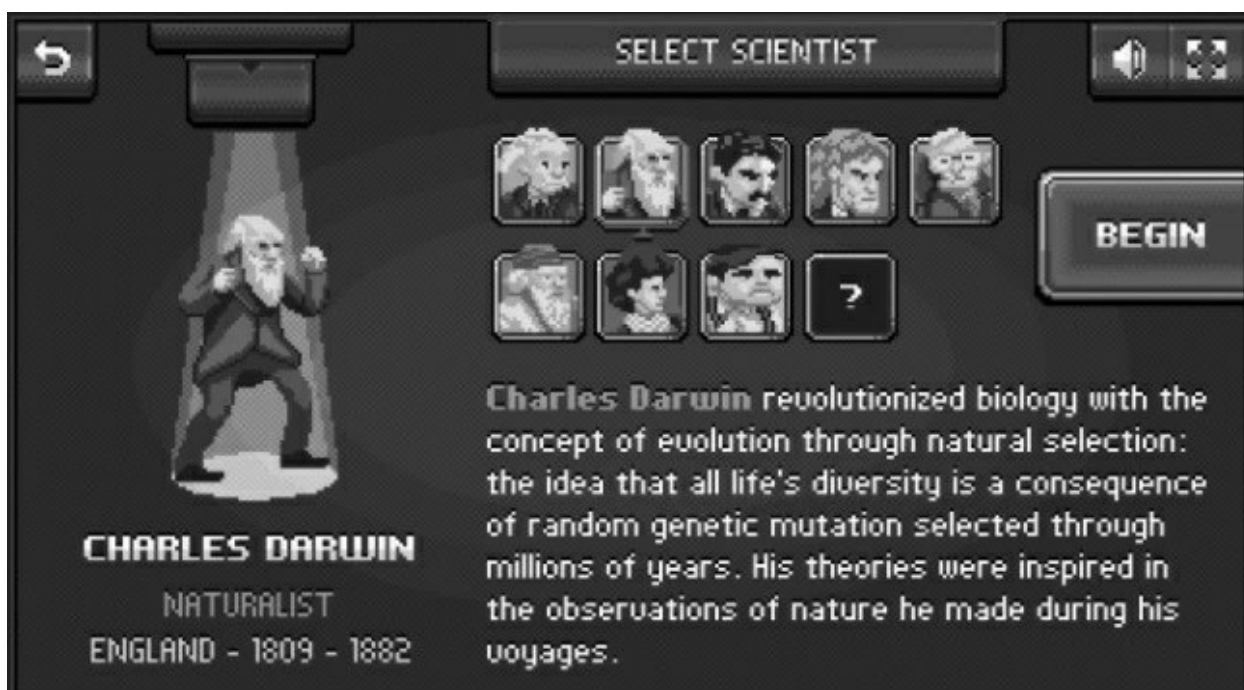 SELECT SCIENTIST
BEGIN
?
Charles Darwin revolutionized biology with the
concept of evolution through natural selection:
the idea that all life's diversity is a consequence
of random genetic mutation selected through
millions of years. His theories were inspired in
the observations of nature he made during his
voyages.
CHARLES DARWIN
NATURALIST
ENGLAND - 1809 - 1882